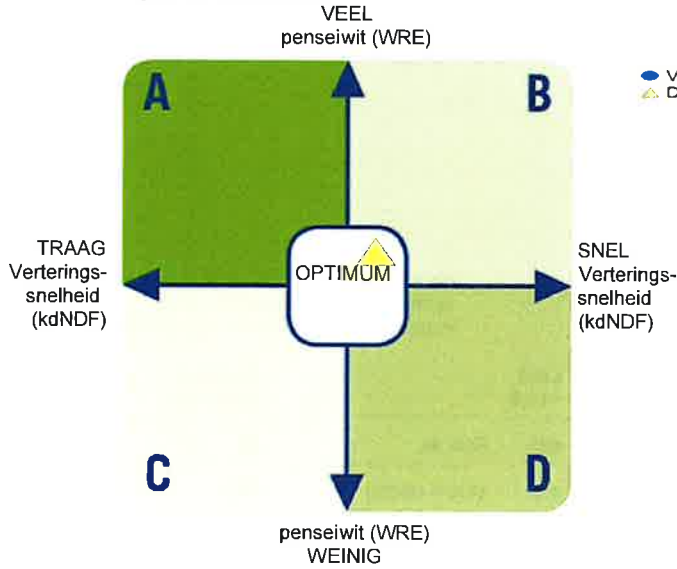 VEEL
penseiwit (WRE)
A
B
TRAAG
Verterings-
snelheid
(kdNDF)
OPTIMUM
SNEL
Verterings-
snelheid
(kdNDF)
C
D
penseiwit (WRE)
WEINIG